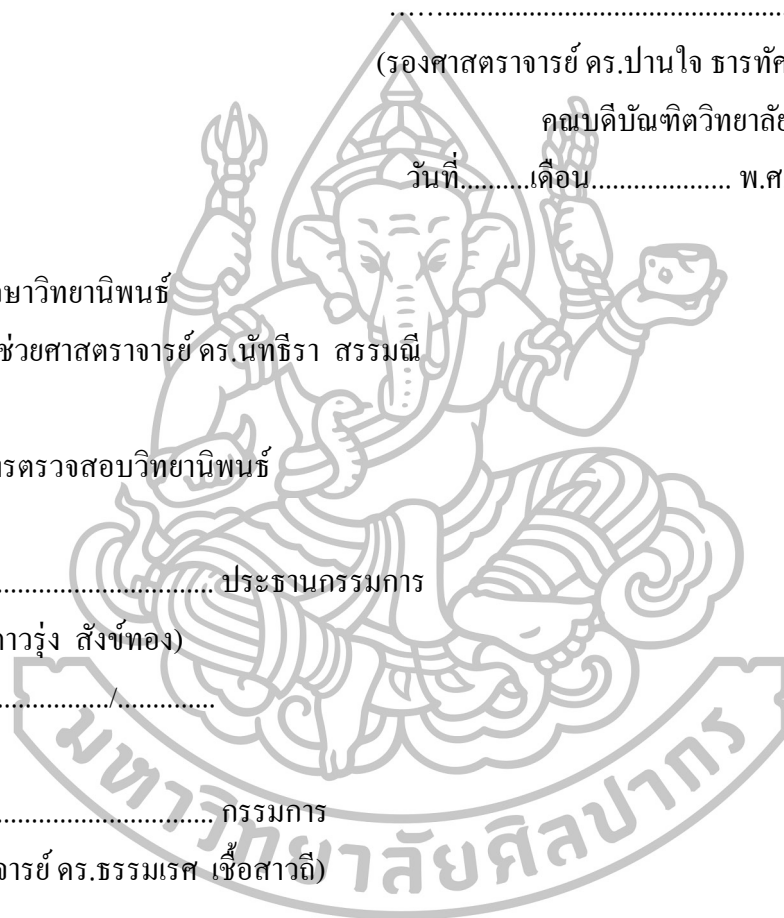 ……...............................................
(รองศาสตราจารย์ ดร.ปานใจ ธารทัศ
คณบดีบัณฑิตวิทยาลัย
วันที่..........เดือน.................... พ.ศ
ษาวิทยานิพนธ์
ช่วยศาสตราจารย์ ดร.นัทธีรา สรรมณี
รตรวจสอบวิทยานิพนธ์
............................... ประธานกรรมการ
ดาวรุ่ง สังข์ทอง)
................/..............
............................... กรรมการ
จารย์ ดร.ธรรมเรศ เชื้อสาวถี)
มหาวิทยาลัยศิลปากร